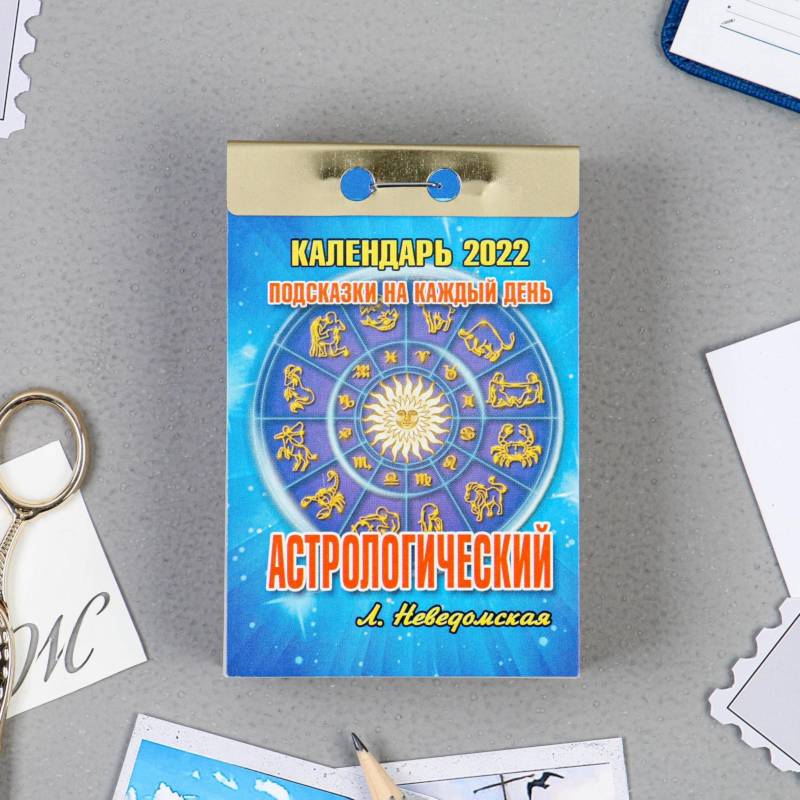 КАЛЕНДАРЬ 2022
ПОДСКАЗКИ НА КАЖДЫЙ ДЕНЬ
АСТРОЛОГИЧЕСКИЙ
Л. Неведомская